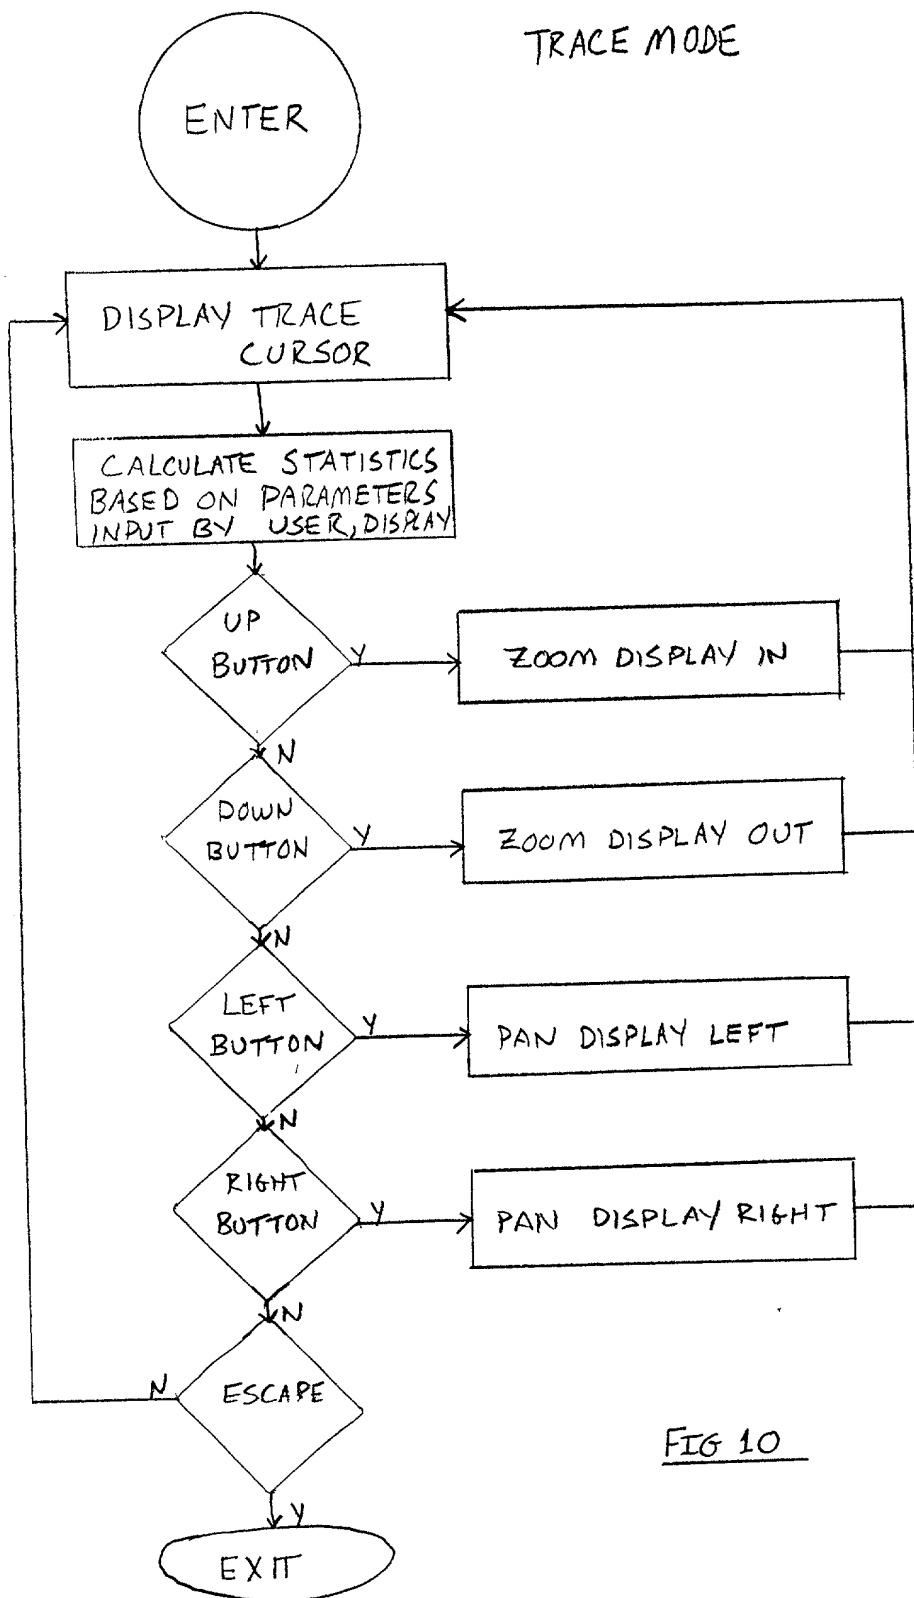 TRACE MODE
ENTER
DISPLAY TRACE
CURSOR
CALCULATE STATISTICS
BASED ON PARAMETERS
INPUT BY USER, DISPLAY
UP
BUTTON
Y
ZOOM DISPLAY IN
N
DOWN
BUTTON
Y
ZOOM DISPLAY OUT
N
LEFT
BUTTON
Y
PAN DISPLAY LEFT
N
RIGHT
BUTTON
Y
PAN DISPLAY RIGHT
N
ESCAPE
N
Y
EXIT
FIG 10